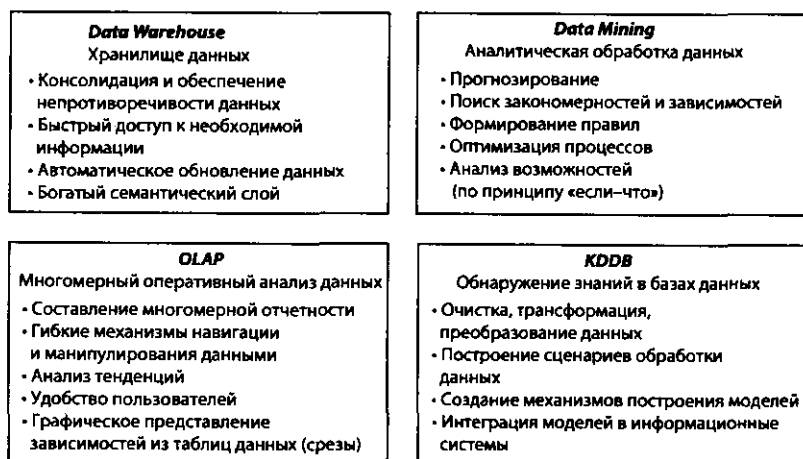 Data Warehouse
Хранилище данных
• Консолидация и обеспечение
непротиворечивости данных
• Быстрый доступ к необходимой
информации
• Автоматическое обновление данных
• Богатый семантический слой
Data Mining
Аналитическая обработка данных
• Прогнозирование
• Поиск закономерностей и зависимостей
• Формирование правил
• Оптимизация процессов
• Анализ возможностей
(по принципу «если–что»)
OLAP
Многомерный оперативный анализ данных
• Составление многомерной отчетности
• Гибкие механизмы навигации
и манипулирования данными
• Анализ тенденций
• Удобство пользователей
• Графическое представление
зависимостей из таблиц данных (срезы)
KDDB
Обнаружение знаний в базах данных
• Очистка, трансформация,
преобразование данных
• Построение сценариев обработки
данных
• Создание механизмов построения моделей
• Интеграция моделей в информационные
системы